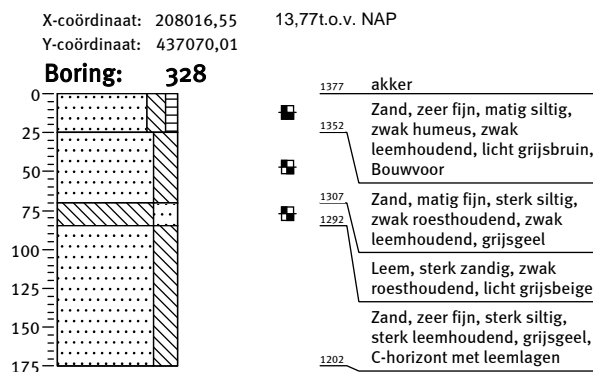 X-coördinaat: 208016,55 13,77t.o.v. NAP
Y-coördinaat: 437070,01
Boring: 328
0
25
50
75
100
125
150
175
1377 akker
Zand, zeer fijn, matig siltig,
1352 zwak humeus, zwak
leemhoudend, licht grijsbruin,
Bouwvoor
1307 Zand, matig fijn, sterk siltig,
zwak roesthoudend, zwak
1292 leemhoudend, grijsgeel
Leem, sterk zandig, zwak
roesthoudend, licht grijsbeige
Zand, zeer fijn, sterk siltig,
sterk leemhoudend, grijsgeel,
1202 C-horizont met leemlagen